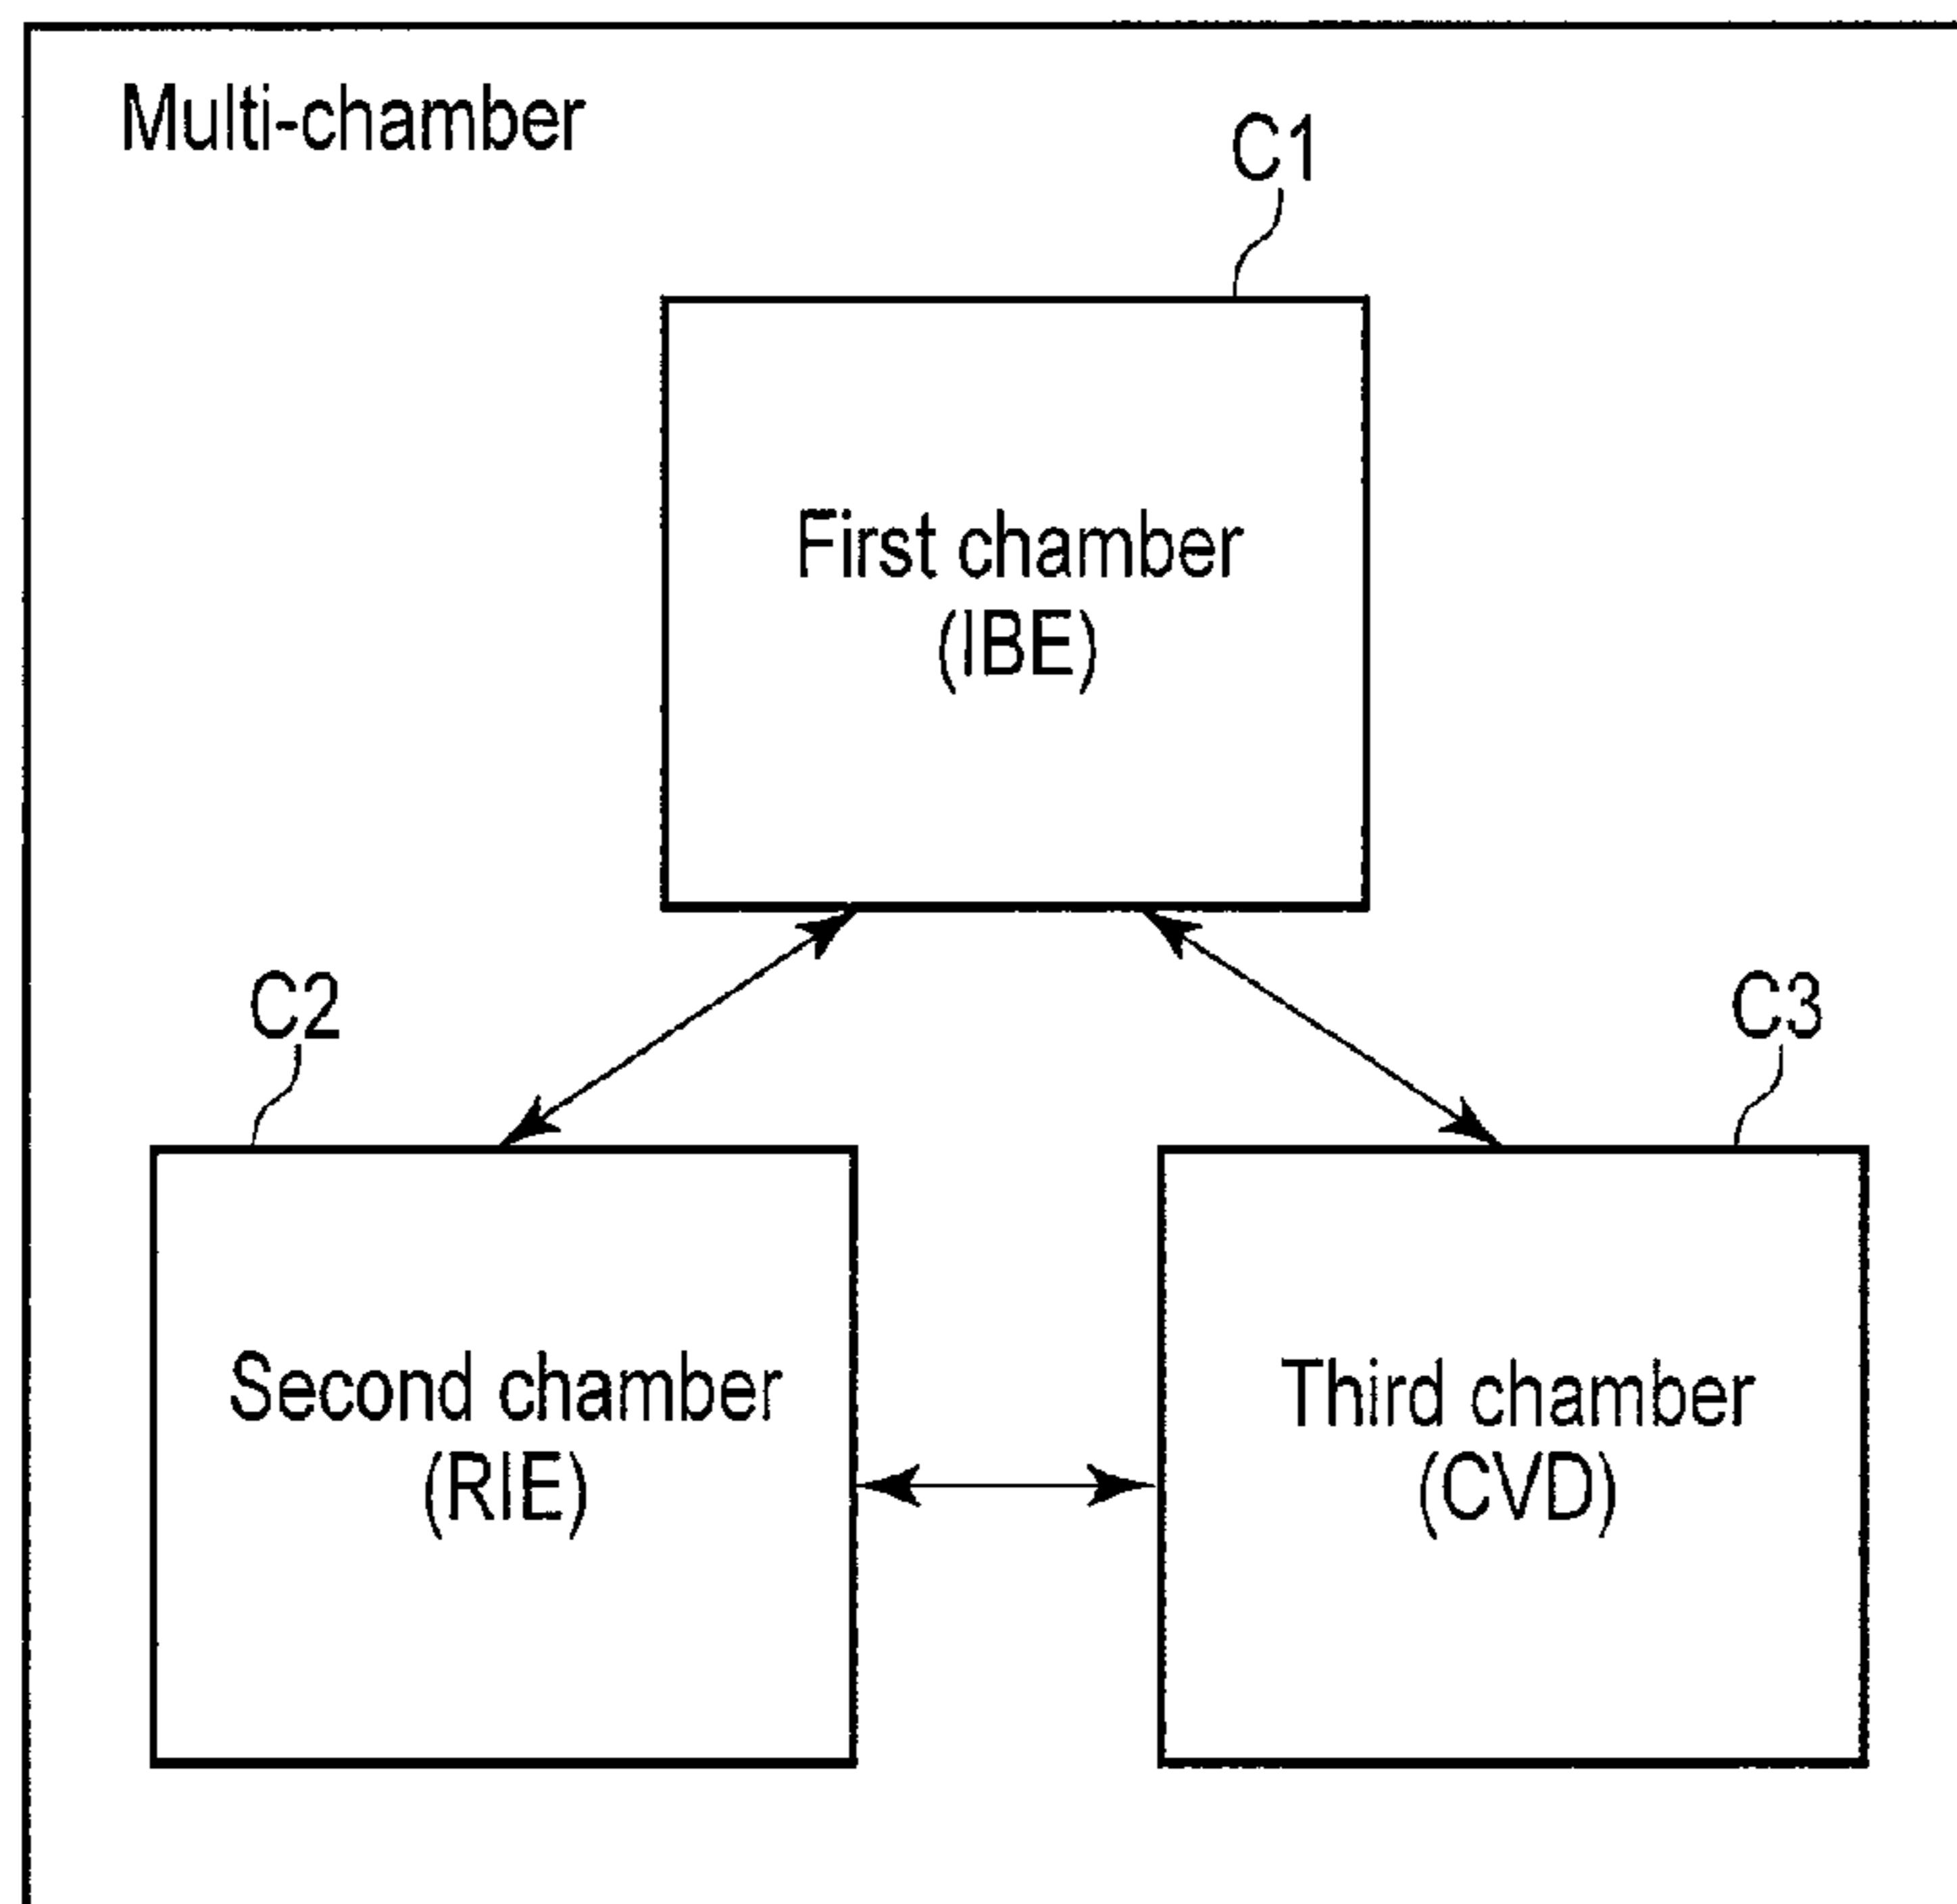 Multi-chamber
C1
First chamber
(IBE)
C2
C3
Second chamber
(RIE)
Third chamber
(CVD)